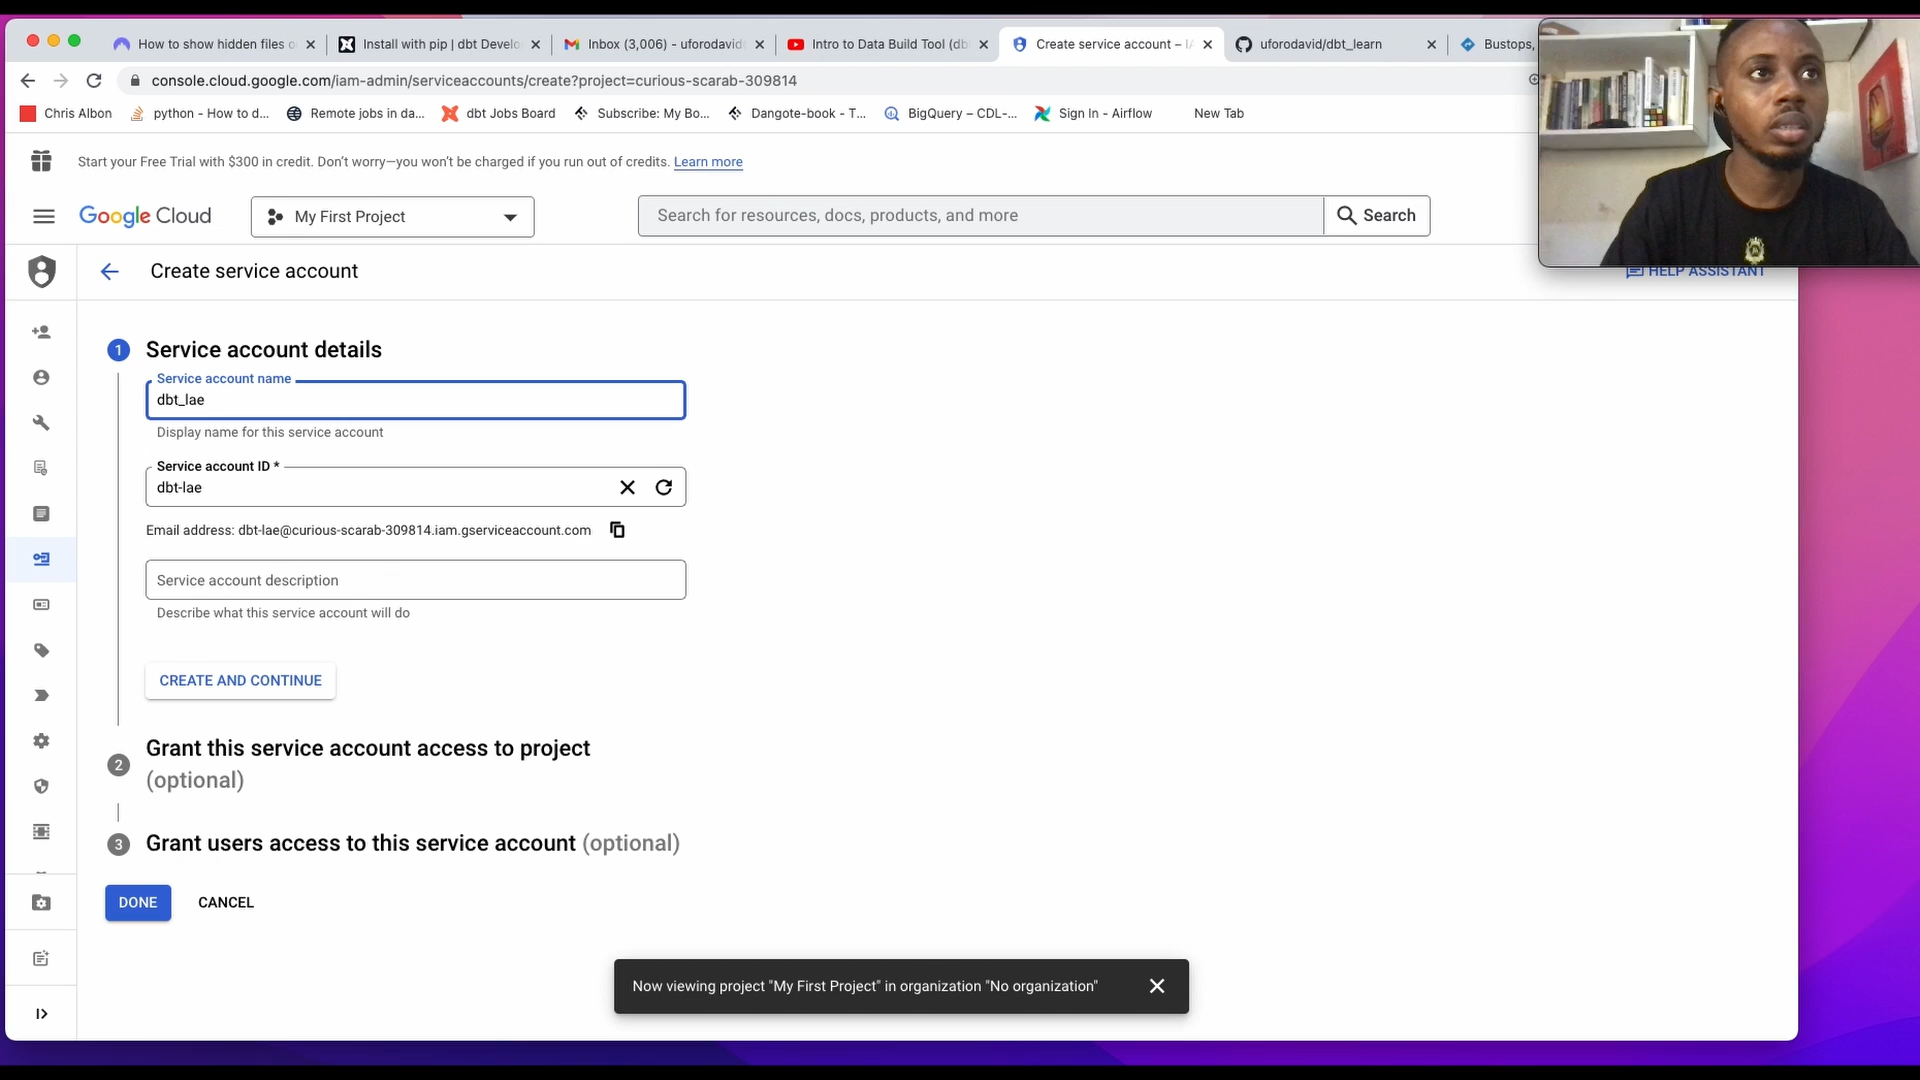 How to show hidden files o
Install with pip | dbt Develo
Inbox (3,006) - uforodavid
Intro to Data Build Tool (db
Create service account – IA
uforodavid/dbt_learn
Bustops,
console.cloud.google.com/iam-admin/serviceaccounts/create?project=curious-scarab-309814
Chris Albon
python - How to d...
Remote jobs in da...
dbt Jobs Board
Subscribe: My Bo...
Dangote-book - T...
BigQuery – CDL-...
Sign In - Airflow
New Tab
Start your Free Trial with $300 in credit. Don't worry—you won't be charged if you run out of credits. Learn more
Google Cloud
My First Project
Search for resources, docs, products, and more
Search
Create service account
HELP ASSISTANT
1 Service account details
Service account name
dbt_lae
Display name for this service account
Service account ID *
dbt-lae
Email address: dbt-lae@curious-scarab-309814.iam.gserviceaccount.com
Service account description
Describe what this service account will do
CREATE AND CONTINUE
2 Grant this service account access to project
(optional)
3 Grant users access to this service account (optional)
DONE
CANCEL
Now viewing project "My First Project" in organization "No organization"